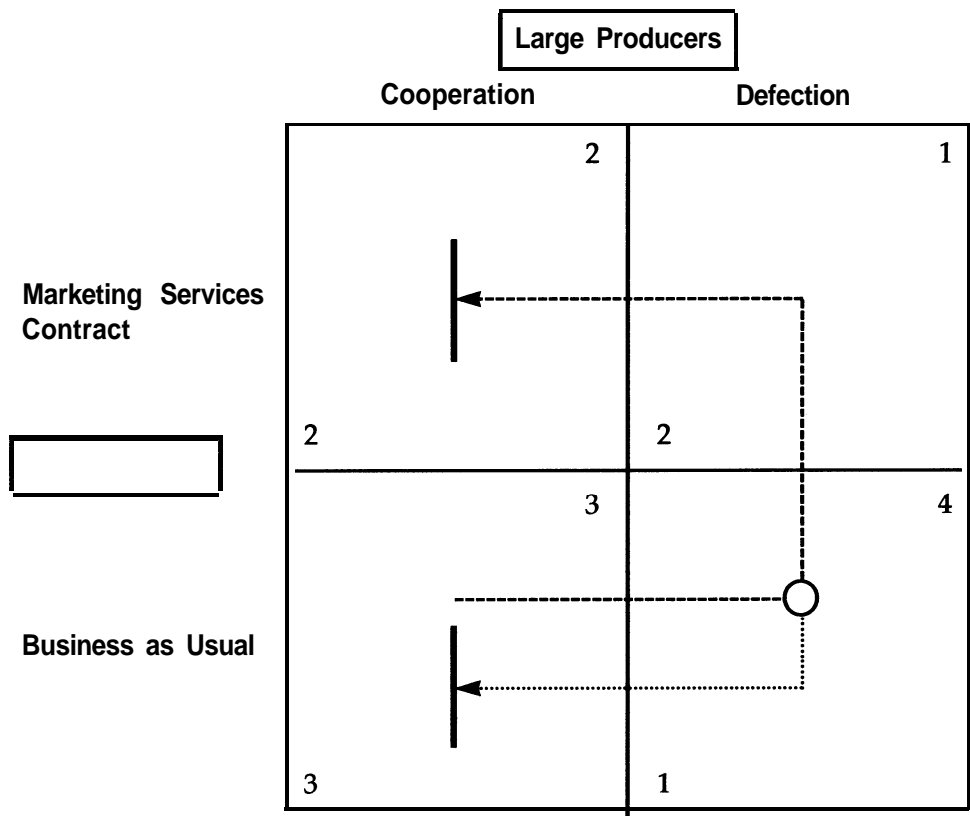 Large Producers
Cooperation Defection
2 1
Marketing Services
Contract
2 2
3 4
Business as Usual
3 1